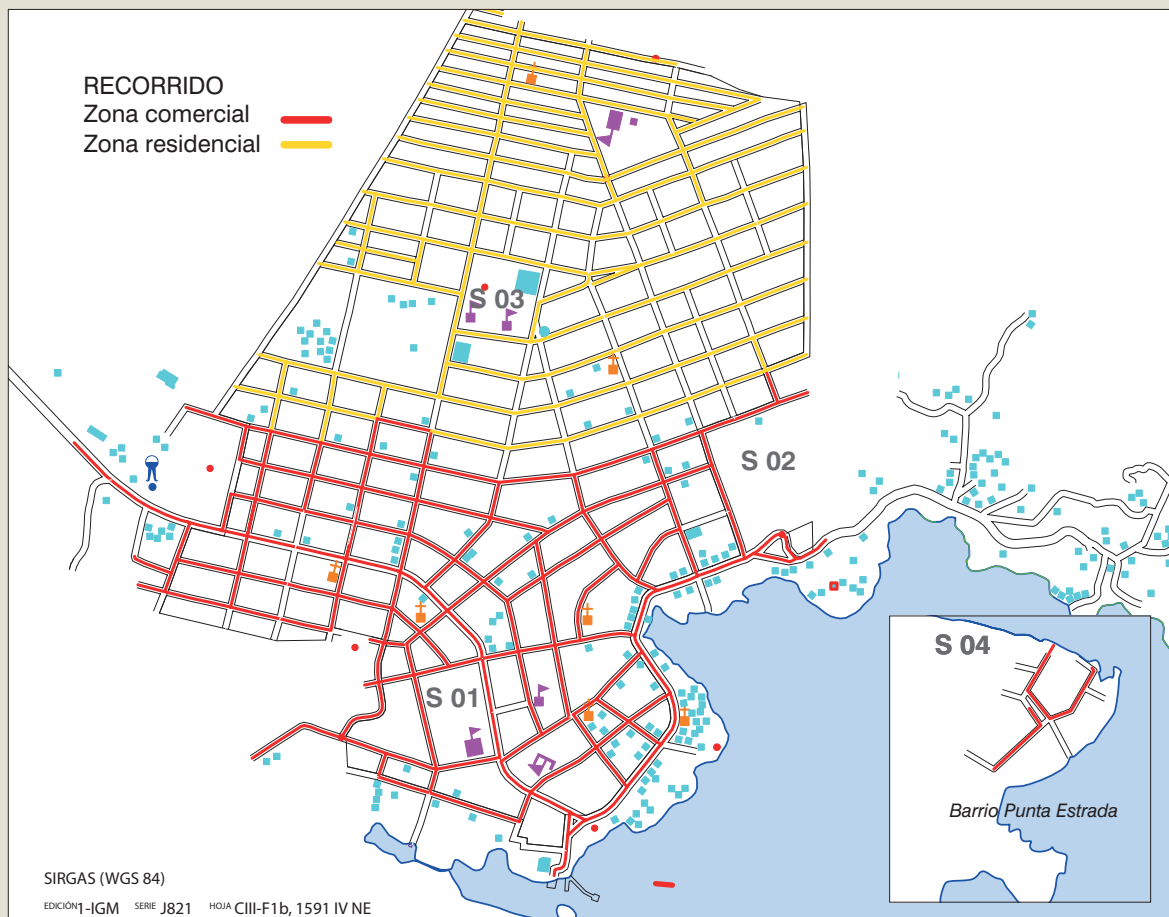 RECORRIDO
Zona comercial
Zona residencial
S 03
S 02
S 01
S 04
Barrio Punta Estrada
SIRGAS (WGS 84)
EDICIÓN1-IGM SERIE J821 HOJA CIII-F1b, 1591 IV NE